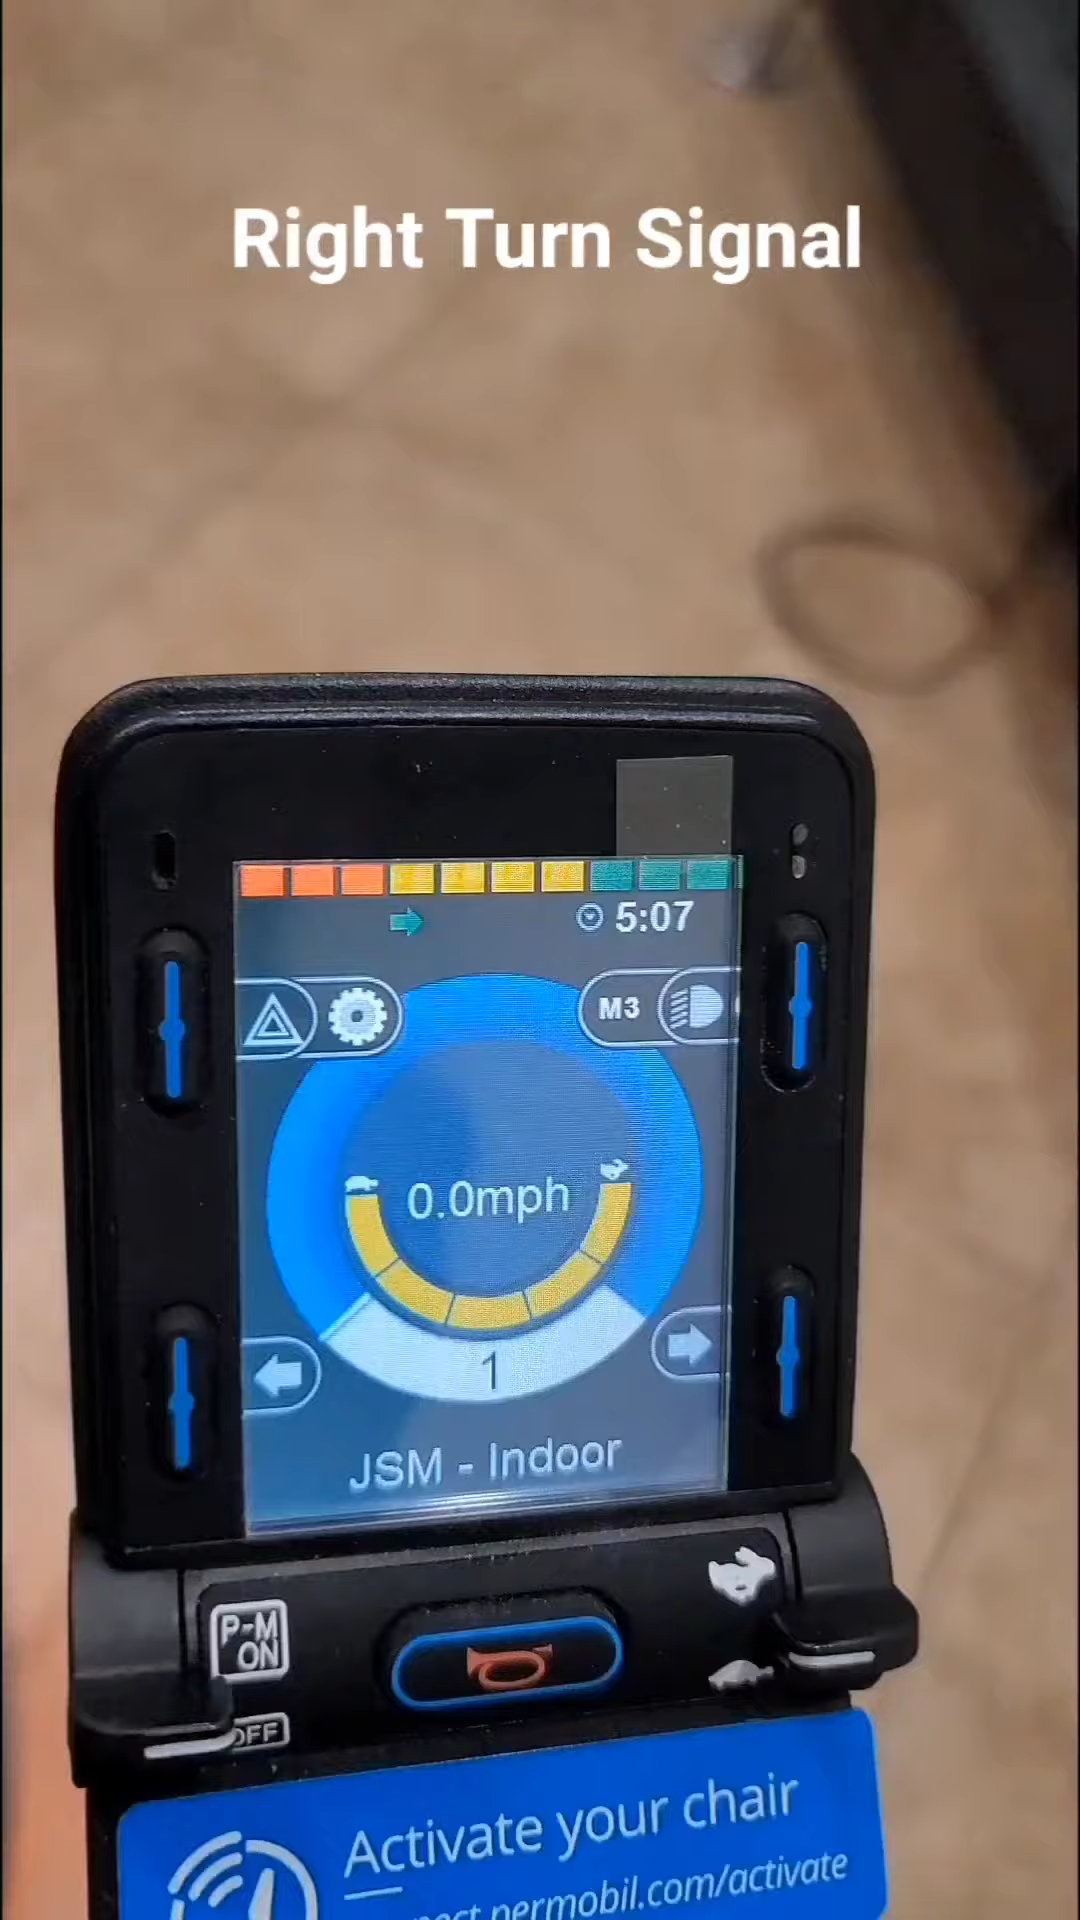 Right Turn Signal
5:07
M3
0.0mph
1
JSM - Indoor
P-M
ON
OFF
Activate your chair
permobil.com/activate